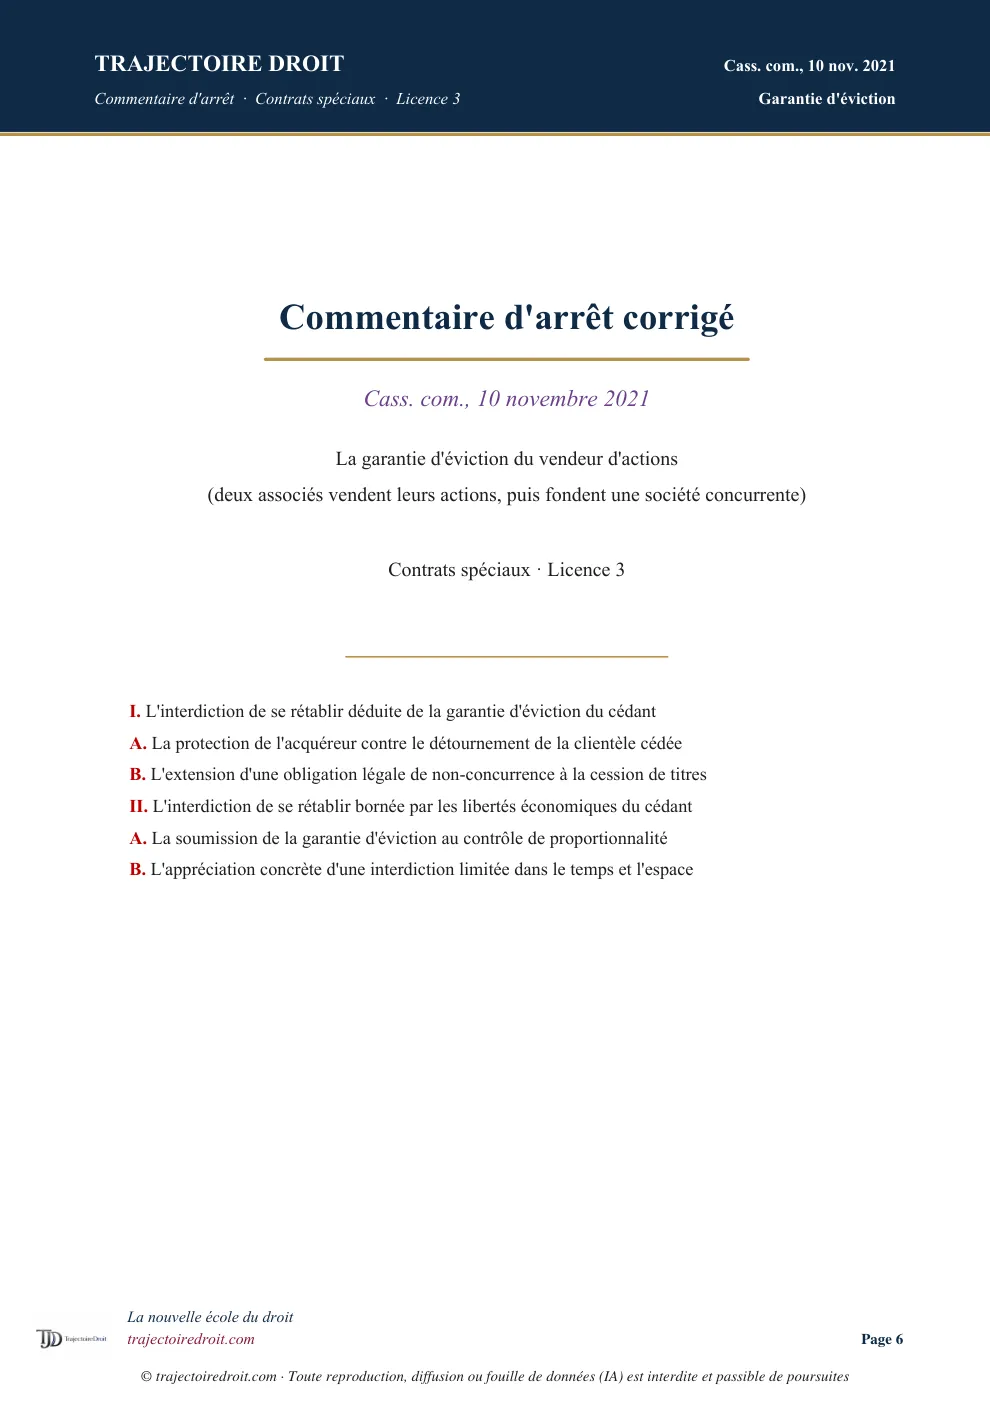 TRAJECTOIRE DROIT
Cass. com., 10 nov. 2021
Commentaire d'arrêt · Contrats spéciaux · Licence 3
Garantie d'éviction
Commentaire d'arrêt corrigé
Cass. com., 10 novembre 2021
La garantie d'éviction du vendeur d'actions
(deux associés vendent leurs actions, puis fondent une société concurrente)
Contrats spéciaux · Licence 3
I. L'interdiction de se rétablir déduite de la garantie d'éviction du cédant
A. La protection de l'acquéreur contre le détournement de la clientèle cédée
B. L'extension d'une obligation légale de non-concurrence à la cession de titres
II. L'interdiction de se rétablir bornée par les libertés économiques du cédant
A. La soumission de la garantie d'éviction au contrôle de proportionnalité
B. L'appréciation concrète d'une interdiction limitée dans le temps et l'espace
La nouvelle école du droit
TJD TrajectoireDroit
trajectoiredroit.com
Page 6
© trajectoiredroit.com · Toute reproduction, diffusion ou fouille de données (IA) est interdite et passible de poursuites